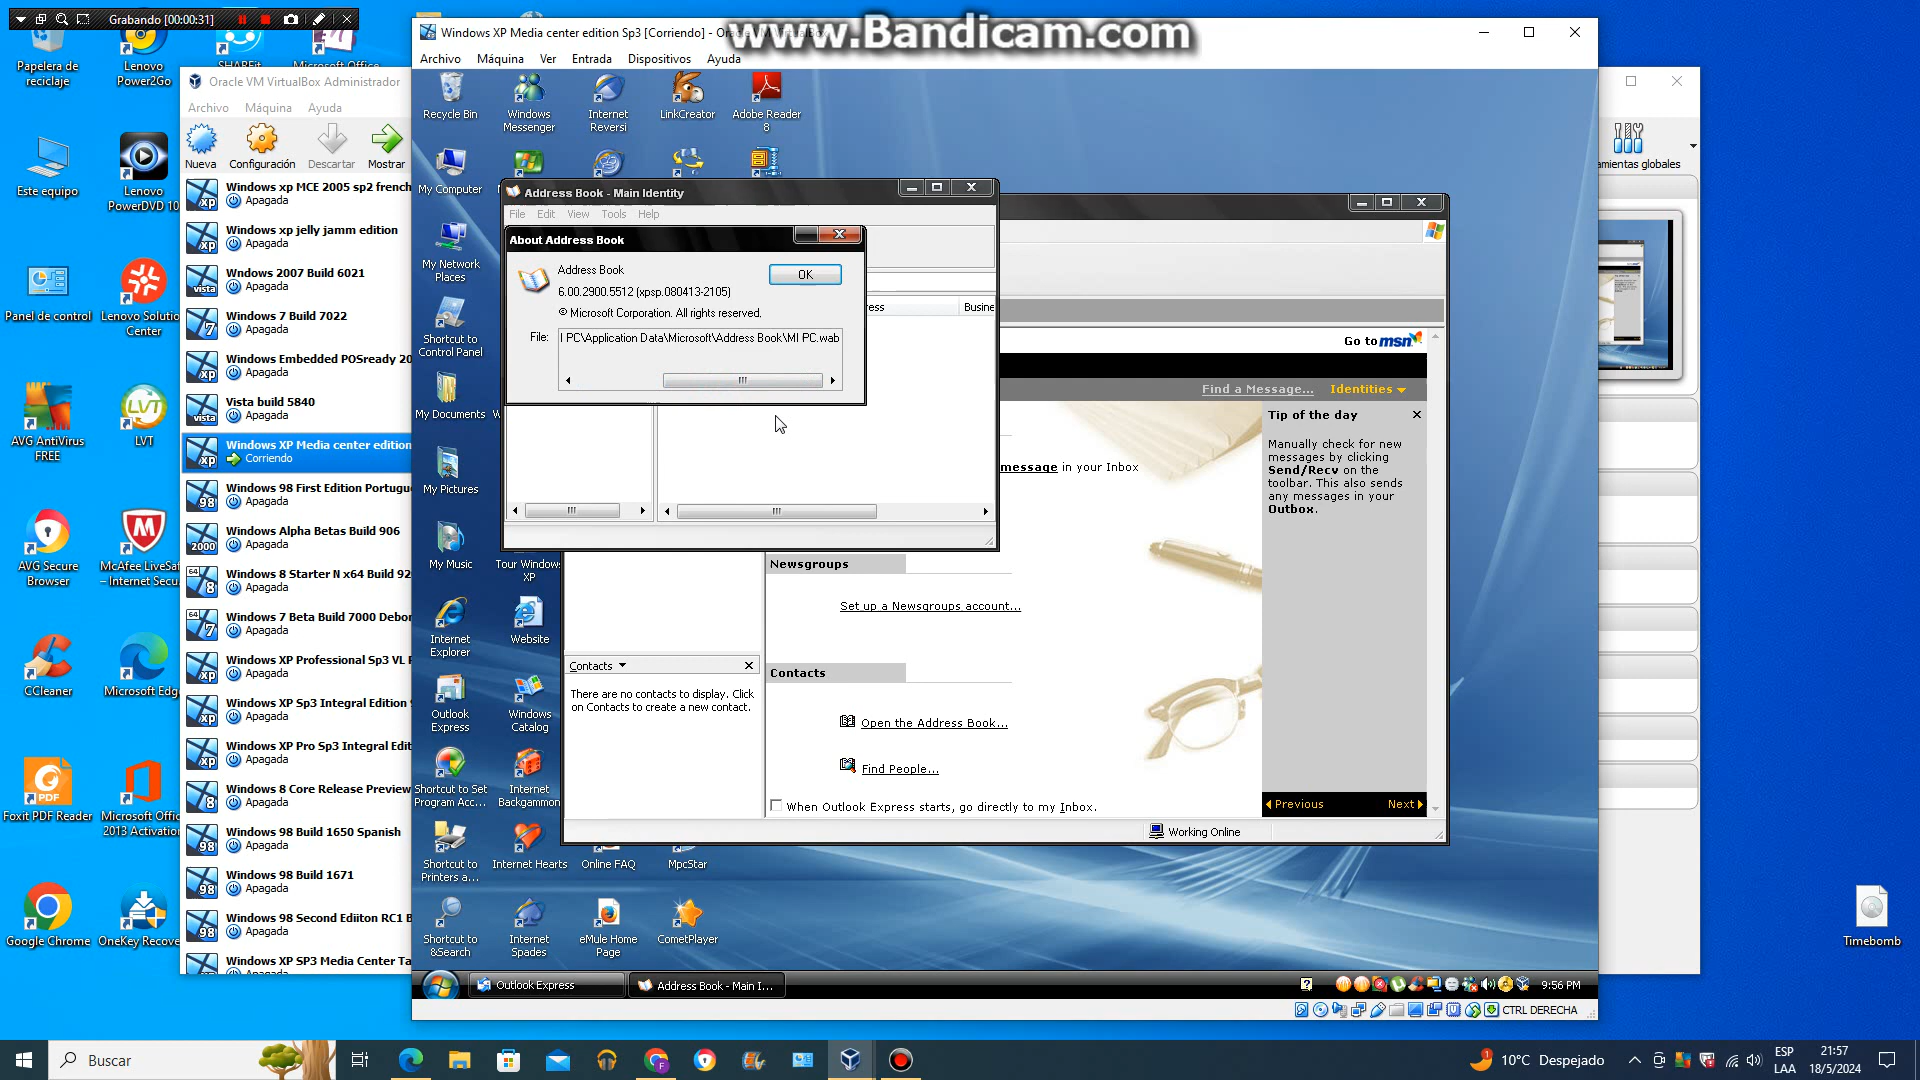 Grabando [00:00:31]
www.Bandicam.com
Papelera de
reciclaje
Lenovo
Power2Go
SHAREit
Microsoft Office
Este equipo
Lenovo
PowerDVD 10
Panel de control
Lenovo Solution
Center
AVG AntiVirus
FREE
LVT
AVG Secure
Browser
McAfee LiveSafe
– Internet Secu...
CCleaner
Microsoft Edge
Foxit PDF Reader
Microsoft Office
2013 Activation
Google Chrome
OneKey Recove
Oracle VM VirtualBox Administrador
Archivo Máquina Ayuda
Nueva Configuración Descartar Mostrar
Windows xp MCE 2005 sp2 french
Apagada
Windows xp jelly jamm edition
Apagada
Wndows 2007 Build 6021
Apagada
Windows 7 Build 7022
Apagada
Windows Embedded POSready 20
Apagada
Vista build 5840
Apagada
Windows XP Media center edition
Corriendo
Windows 98 First Edition Portugue
Apagada
Windows Alpha Betas Build 906
Apagada
Windows 8 Starter N x64 Build 92
Apagada
Windows 7 Beta Build 7000 Debor
Apagada
Windows XP Professional Sp3 VL
Apagada
Windows XP Sp3 Integral Edition
Apagada
Windows XP Pro Sp3 Integral Edit
Apagada
Windows 8 Core Release Preview
Apagada
Windows 98 Build 1650 Spanish
Apagada
Windows 98 Build 1671
Apagada
Windows 98 Second Ediiton RC1 B
Apagada
Windows XP SP3 Media Center Ta
Apagada
Windows XP Media center edition Sp3 [Corriendo] - Oracle VM VirtualBox
Archivo Máquina Ver Entrada Dispositivos Ayuda
Recycle Bin
Windows
Messenger
Internet
Reversi
LinkCreator
Adobe Reader
8
My Computer
My Network
Places
Shortcut to
Control Panel
My Documents
My Pictures
My Music
Tour Windows
XP
Internet
Explorer
Website
Outlook
Express
Windows
Catalog
Shortcut to Set
Program Acc...
Internet
Backgammon
Shortcut to
Printers a...
Internet Hearts
Online FAQ
MpcStar
Shortcut to
&Search
Internet
Spades
eMule Home
Page
CometPlayer
Address Book - Main Identity
File Edit View Tools Help
About Address Book
Address Book
OK
6.00.2900.5512 (xpsp.080413-2105)
© Microsoft Corporation. All rights reserved.
File: I PC\Application Data\Microsoft\Address Book\MI PC.wab
ess Busine
Go to msn
Find a Message... Identities
message in your Inbox
Tip of the day
Manually check for new
messages by clicking
Send/Recv on the
toolbar. This also sends
any messages in your
Outbox.
Newsgroups
Set up a Newsgroups account...
Contacts
There are no contacts to display. Click
on Contacts to create a new contact.
Contacts
Open the Address Book...
Find People...
When Outlook Express starts, go directly to my Inbox.
Previous Next
Working Online
Outlook Express
Address Book - Main I...
9:56 PM
CTRL DERECHA
amientas globales
Timebomb
Buscar
10°C Despejado
ESP
LAA
21:57
18/5/2024